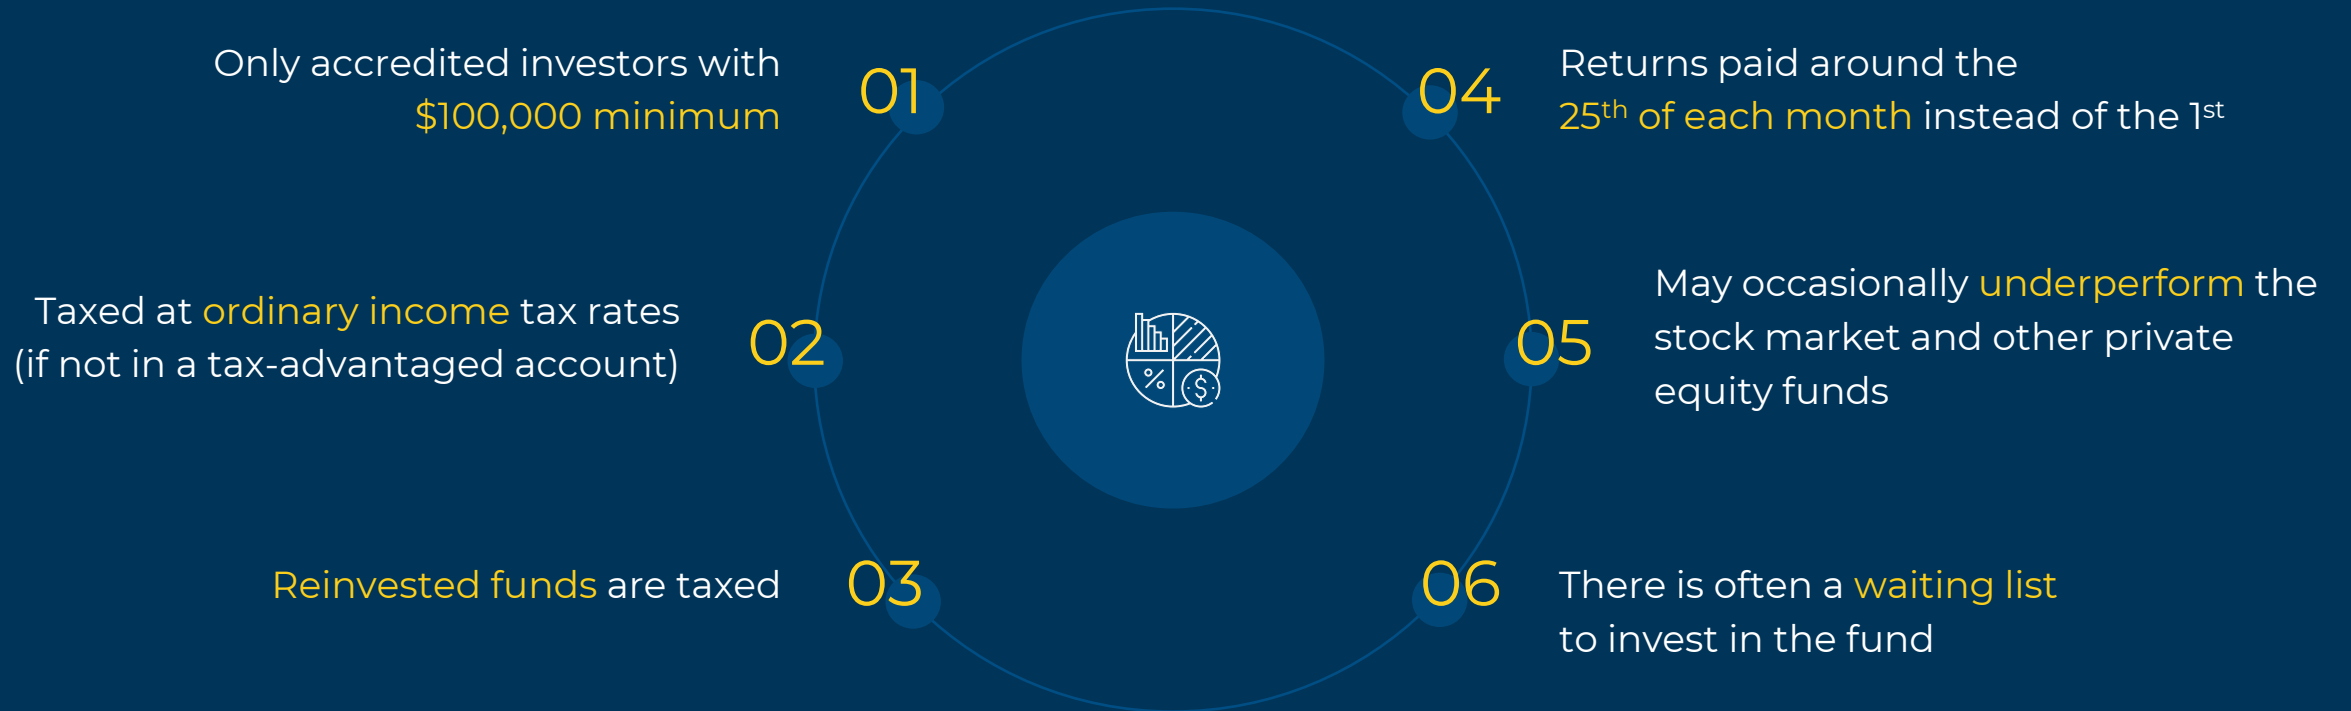 Only accredited investors with
$100,000 minimum
01
Taxed at ordinary income tax rates
(if not in a tax-advantaged account)
02
Reinvested funds are taxed
03
04
Returns paid around the
25th of each month instead of the 1st
05
May occasionally underperform the
stock market and other private
equity funds
06
There is often a waiting list
to invest in the fund
%
$